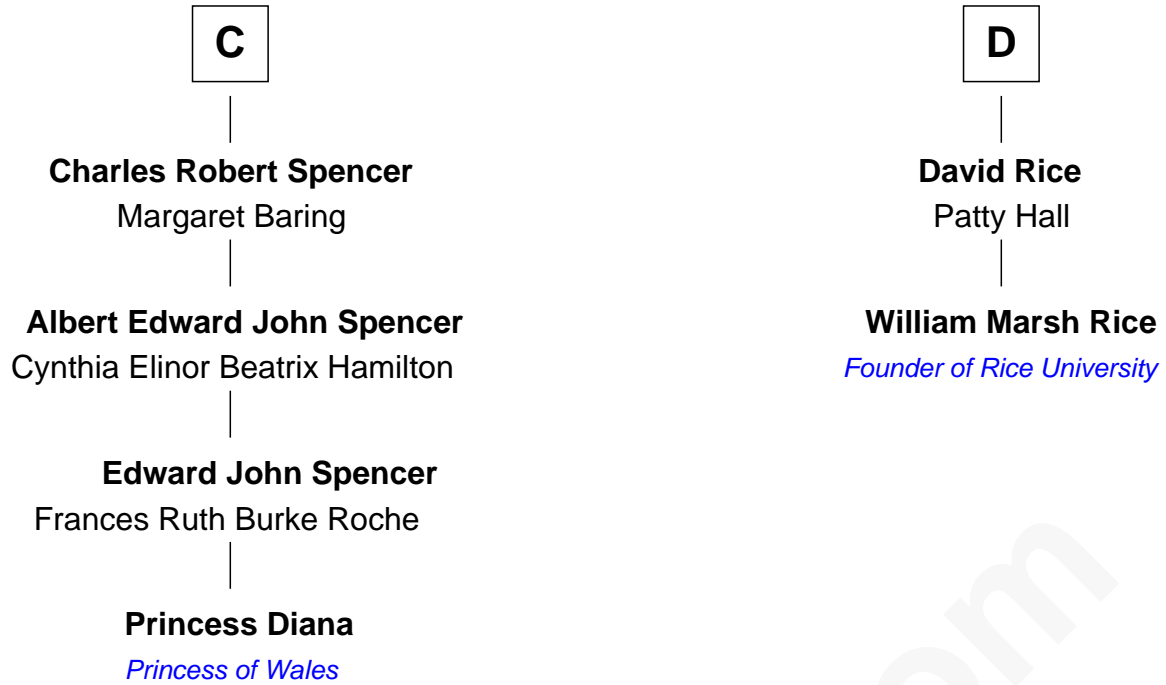 C
Charles Robert Spencer
Margaret Baring
Albert Edward John Spencer
Cynthia Elinor Beatrix Hamilton
Edward John Spencer
Frances Ruth Burke Roche
Princess Diana
Princess of Wales
D
David Rice
Patty Hall
William Marsh Rice
Founder of Rice University
om